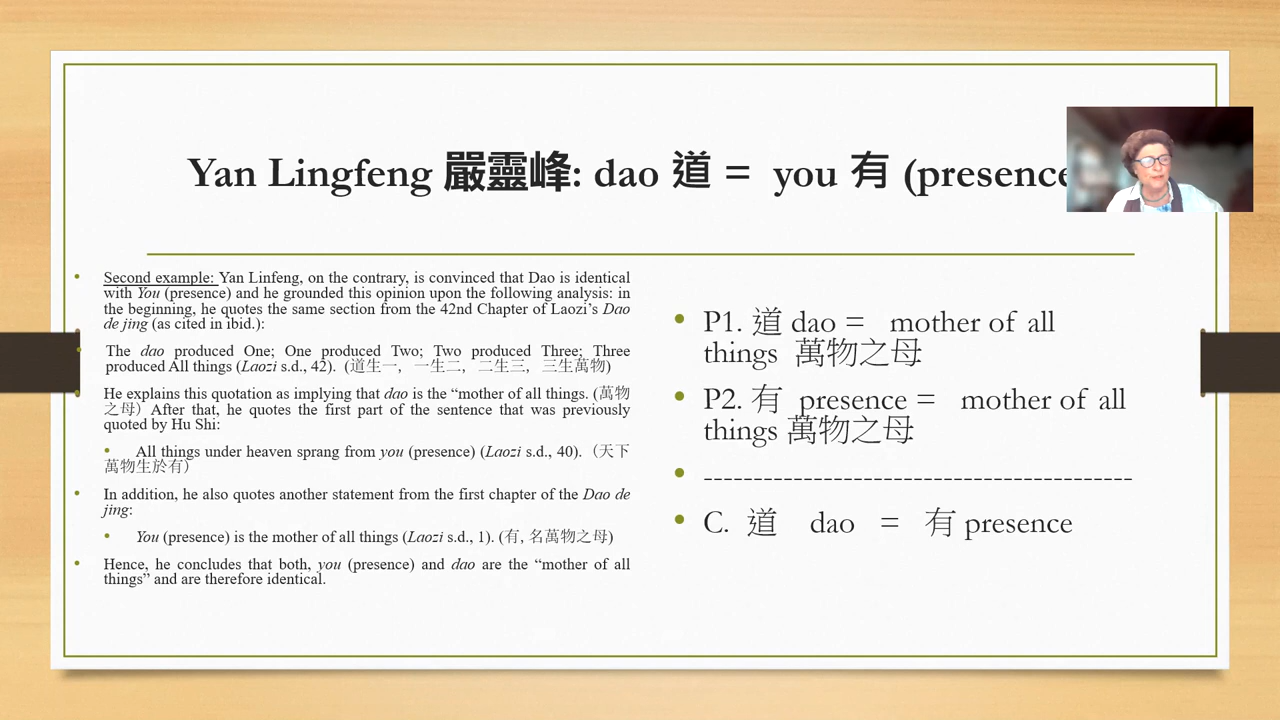 Yan Lingfeng 嚴靈峰: dao 道 = you 有 (presence
• Second example: Yan Linfeng, on the contrary, is convinced that Dao is identical
with You (presence) and he grounded this opinion upon the following analysis: in
the beginning, he quotes the same section from the 42nd Chapter of Laozi’s Dao
de jing (as cited in ibid.):
• The dao produced One; One produced Two; Two produced Three; Three
produced All things (Laozi s.d., 42). (道生一, 一生二, 二生三, 三生萬物)
• He explains this quotation as implying that dao is the “mother of all things. (萬物
之母) After that, he quotes the first part of the sentence that was previously
quoted by Hu Shi:
• All things under heaven sprang from you (presence) (Laozi s.d., 40). （天下
萬物生於有）
• In addition, he also quotes another statement from the first chapter of the Dao de
jing:
• You (presence) is the mother of all things (Laozi s.d., 1). (有, 名萬物之母)
• Hence, he concludes that both, you (presence) and dao are the “mother of all
things” and are therefore identical.
• P1. 道 dao = mother of all
things 萬物之母
• P2. 有 presence = mother of all
things 萬物之母
• -------------------------------------------
• C. 道 dao = 有 presence